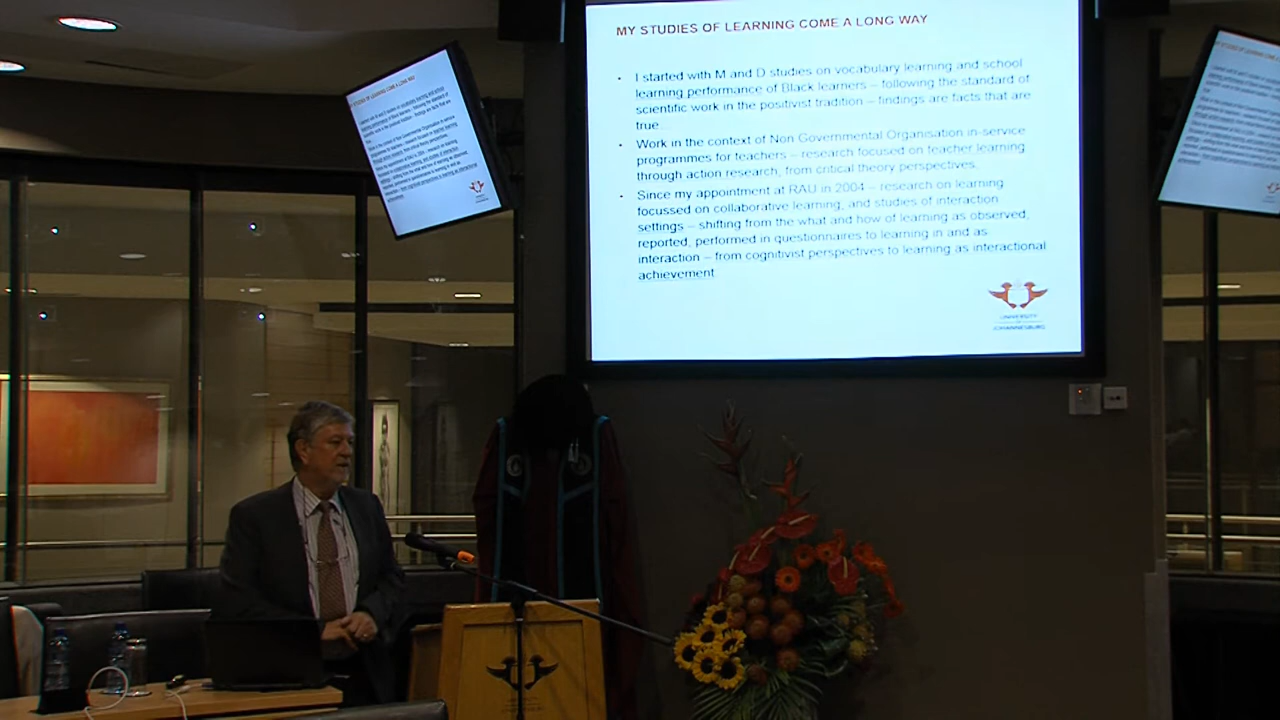 MY STUDIES OF LEARNING COME A LONG WAY
• I started with M and D studies on vocabulary learning and school
learning performance of Black learners – following the standard of
scientific work in the positivist tradition – findings are facts that are
true...
• Work in the context of Non Governmental Organisation in-service
programmes for teachers – research focused on teacher learning
through action research, from critical theory perspectives.
• Since my appointment at RAU in 2004 – research on learning
focussed on collaborative learning, and studies of interaction
settings – shifting from the what and how of learning as observed,
reported, performed in questionnaires to learning in and as
interaction – from cognitivist perspectives to learning as interactional
achievement
UNIVERSITY
OF
JOHANNESBURG